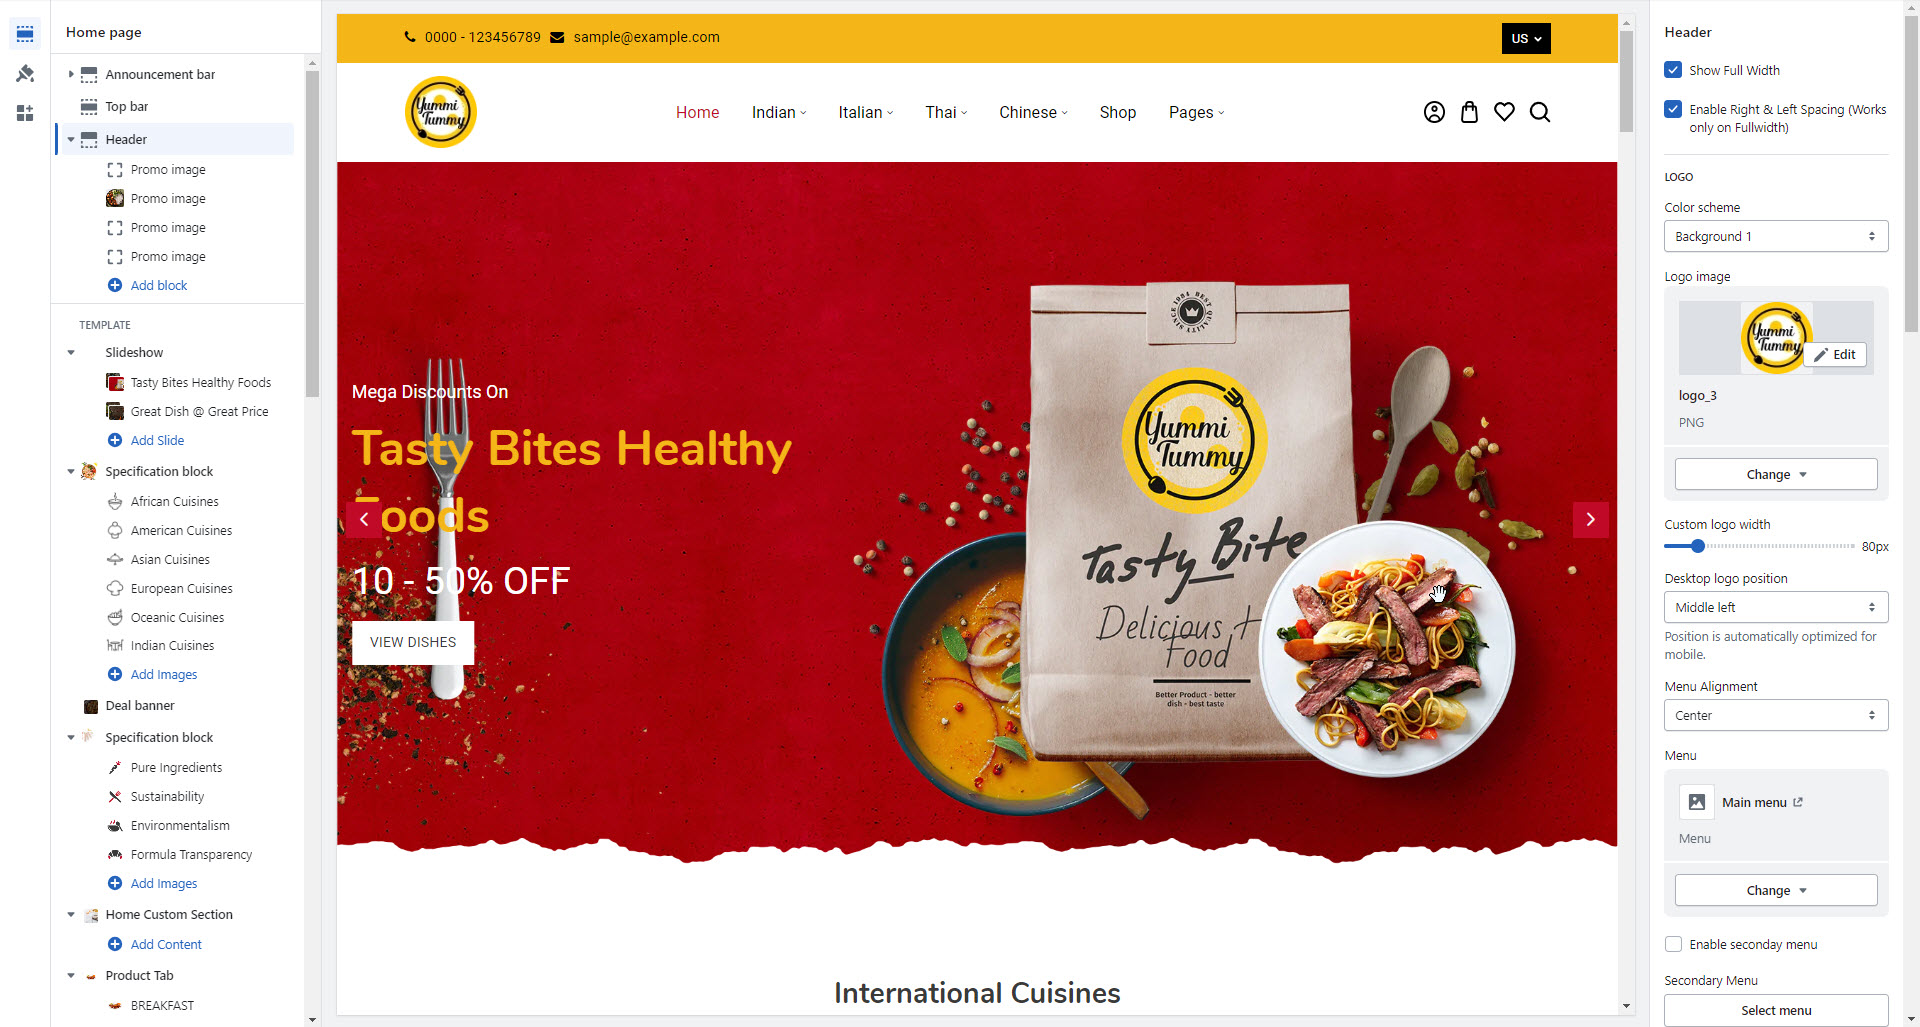 Home page
Announcement bar
Top bar
Header
Promo image
Promo image
Promo image
Promo image
Add block
TEMPLATE
Slideshow
Tasty Bites Healthy Foods
Great Dish @ Great Price
Add Slide
Specification block
African Cuisines
American Cuisines
Asian Cuisines
European Cuisines
Oceanic Cuisines
Indian Cuisines
Add Images
Deal banner
Specification block
Pure Ingredients
Sustainability
Environmentalism
Formula Transparency
Add Images
Home Custom Section
Add Content
Product Tab
BREAKFAST
0000 - 123456789 sample@example.com
US
Yummi
Tummy
Home Indian Italian Thai Chinese Shop Pages
Mega Discounts On
Tasty Bites Healthy
Foods
10 - 50% OFF
VIEW DISHES
SINCE 1984 BEST QUALITY
Yummi
Tummy
Tasty Bite
Delicious +
Food
Better Product - better
dish - best taste
International Cuisines
Header
Show Full Width
Enable Right & Left Spacing (Works
only on Fullwidth)
LOGO
Color scheme
Background 1
Logo image
Yummi
Tummy
Edit
logo_3
PNG
Change
Custom logo width
80px
Desktop logo position
Middle left
Position is automatically optimized for
mobile.
Menu Alignment
Center
Menu
Main menu
Menu
Change
Enable seconday menu
Secondary Menu
Select menu